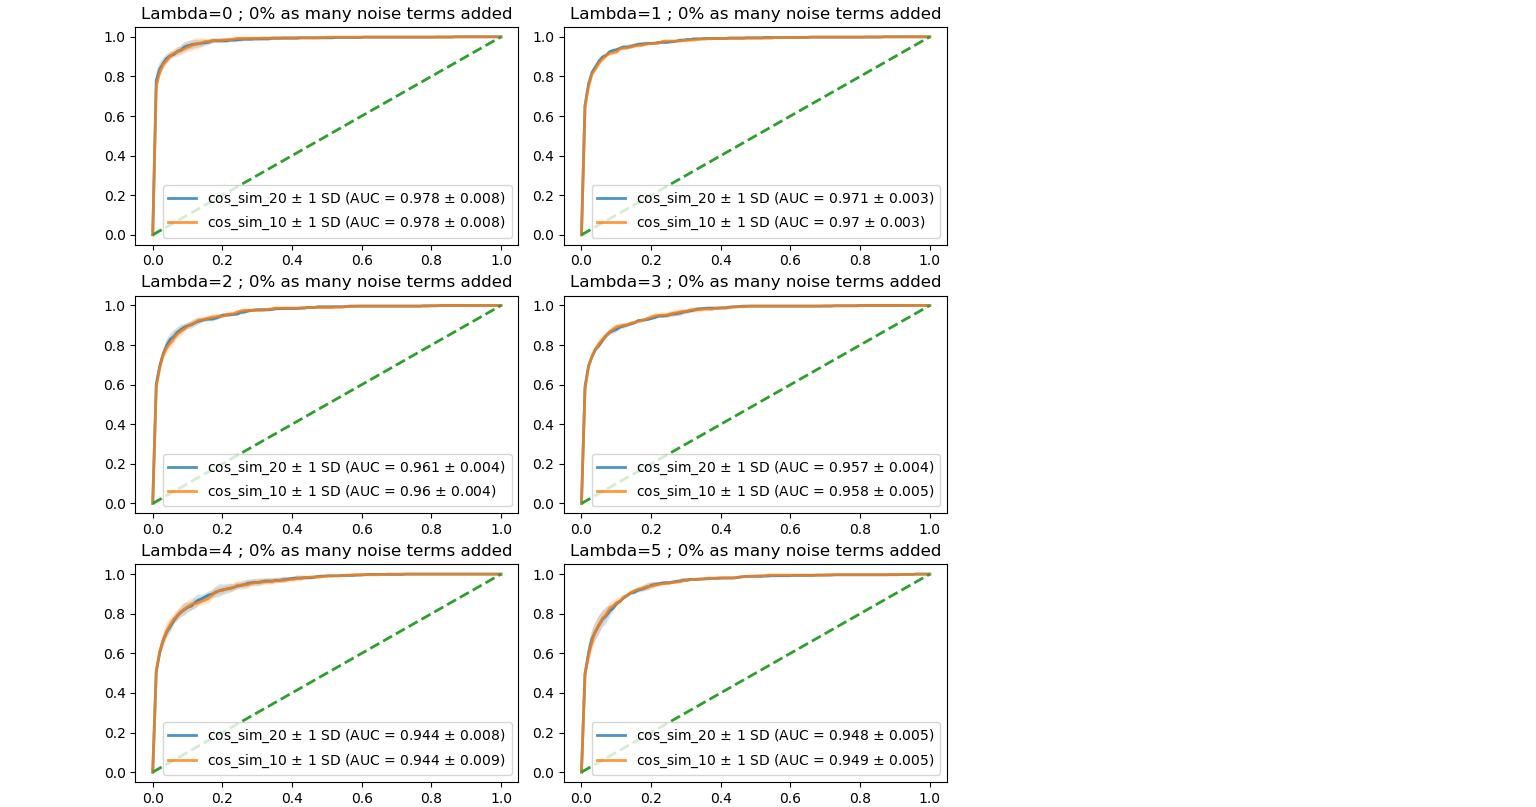 Lambda=0 ; 0% as many noise terms added
1.0
0.8
0.6
0.4
0.2
0.0
cos_sim_20 ± 1 SD (AUC = 0.978 ± 0.008)
cos_sim_10 ± 1 SD (AUC = 0.978 ± 0.008)
0.0 0.2 0.4 0.6 0.8 1.0
Lambda=1 ; 0% as many noise terms added
1.0
0.8
0.6
0.4
0.2
0.0
cos_sim_20 ± 1 SD (AUC = 0.971 ± 0.003)
cos_sim_10 ± 1 SD (AUC = 0.97 ± 0.003)
0.0 0.2 0.4 0.6 0.8 1.0
Lambda=2 ; 0% as many noise terms added
1.0
0.8
0.6
0.4
0.2
0.0
cos_sim_20 ± 1 SD (AUC = 0.961 ± 0.004)
cos_sim_10 ± 1 SD (AUC = 0.96 ± 0.004)
0.0 0.2 0.4 0.6 0.8 1.0
Lambda=3 ; 0% as many noise terms added
1.0
0.8
0.6
0.4
0.2
0.0
cos_sim_20 ± 1 SD (AUC = 0.957 ± 0.004)
cos_sim_10 ± 1 SD (AUC = 0.958 ± 0.005)
0.0 0.2 0.4 0.6 0.8 1.0
Lambda=4 ; 0% as many noise terms added
1.0
0.8
0.6
0.4
0.2
0.0
cos_sim_20 ± 1 SD (AUC = 0.944 ± 0.008)
cos_sim_10 ± 1 SD (AUC = 0.944 ± 0.009)
0.0 0.2 0.4 0.6 0.8 1.0
Lambda=5 ; 0% as many noise terms added
1.0
0.8
0.6
0.4
0.2
0.0
cos_sim_20 ± 1 SD (AUC = 0.948 ± 0.005)
cos_sim_10 ± 1 SD (AUC = 0.949 ± 0.005)
0.0 0.2 0.4 0.6 0.8 1.0